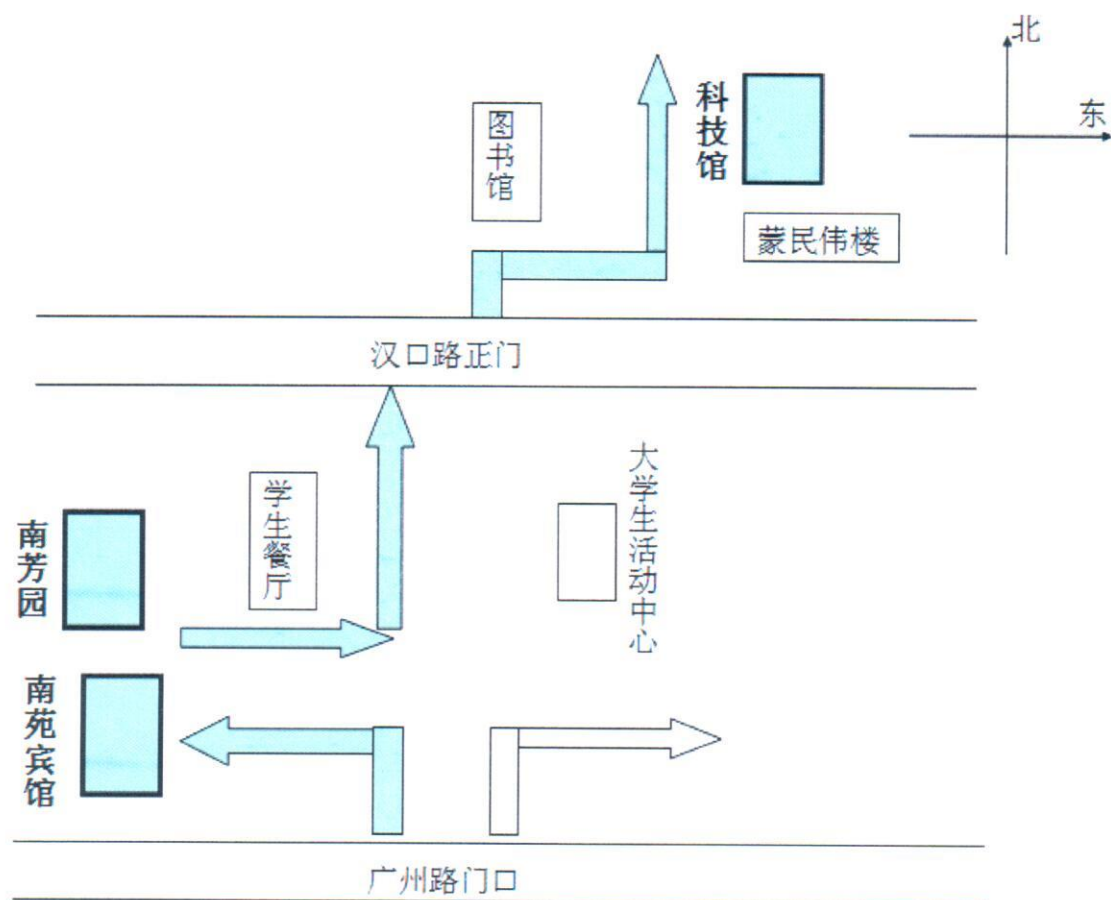 北
东
图书馆
科技馆
蒙民伟楼
汉口路正门
学生餐厅
大学生活动中心
南芳园
南苑宾馆
广州路门口